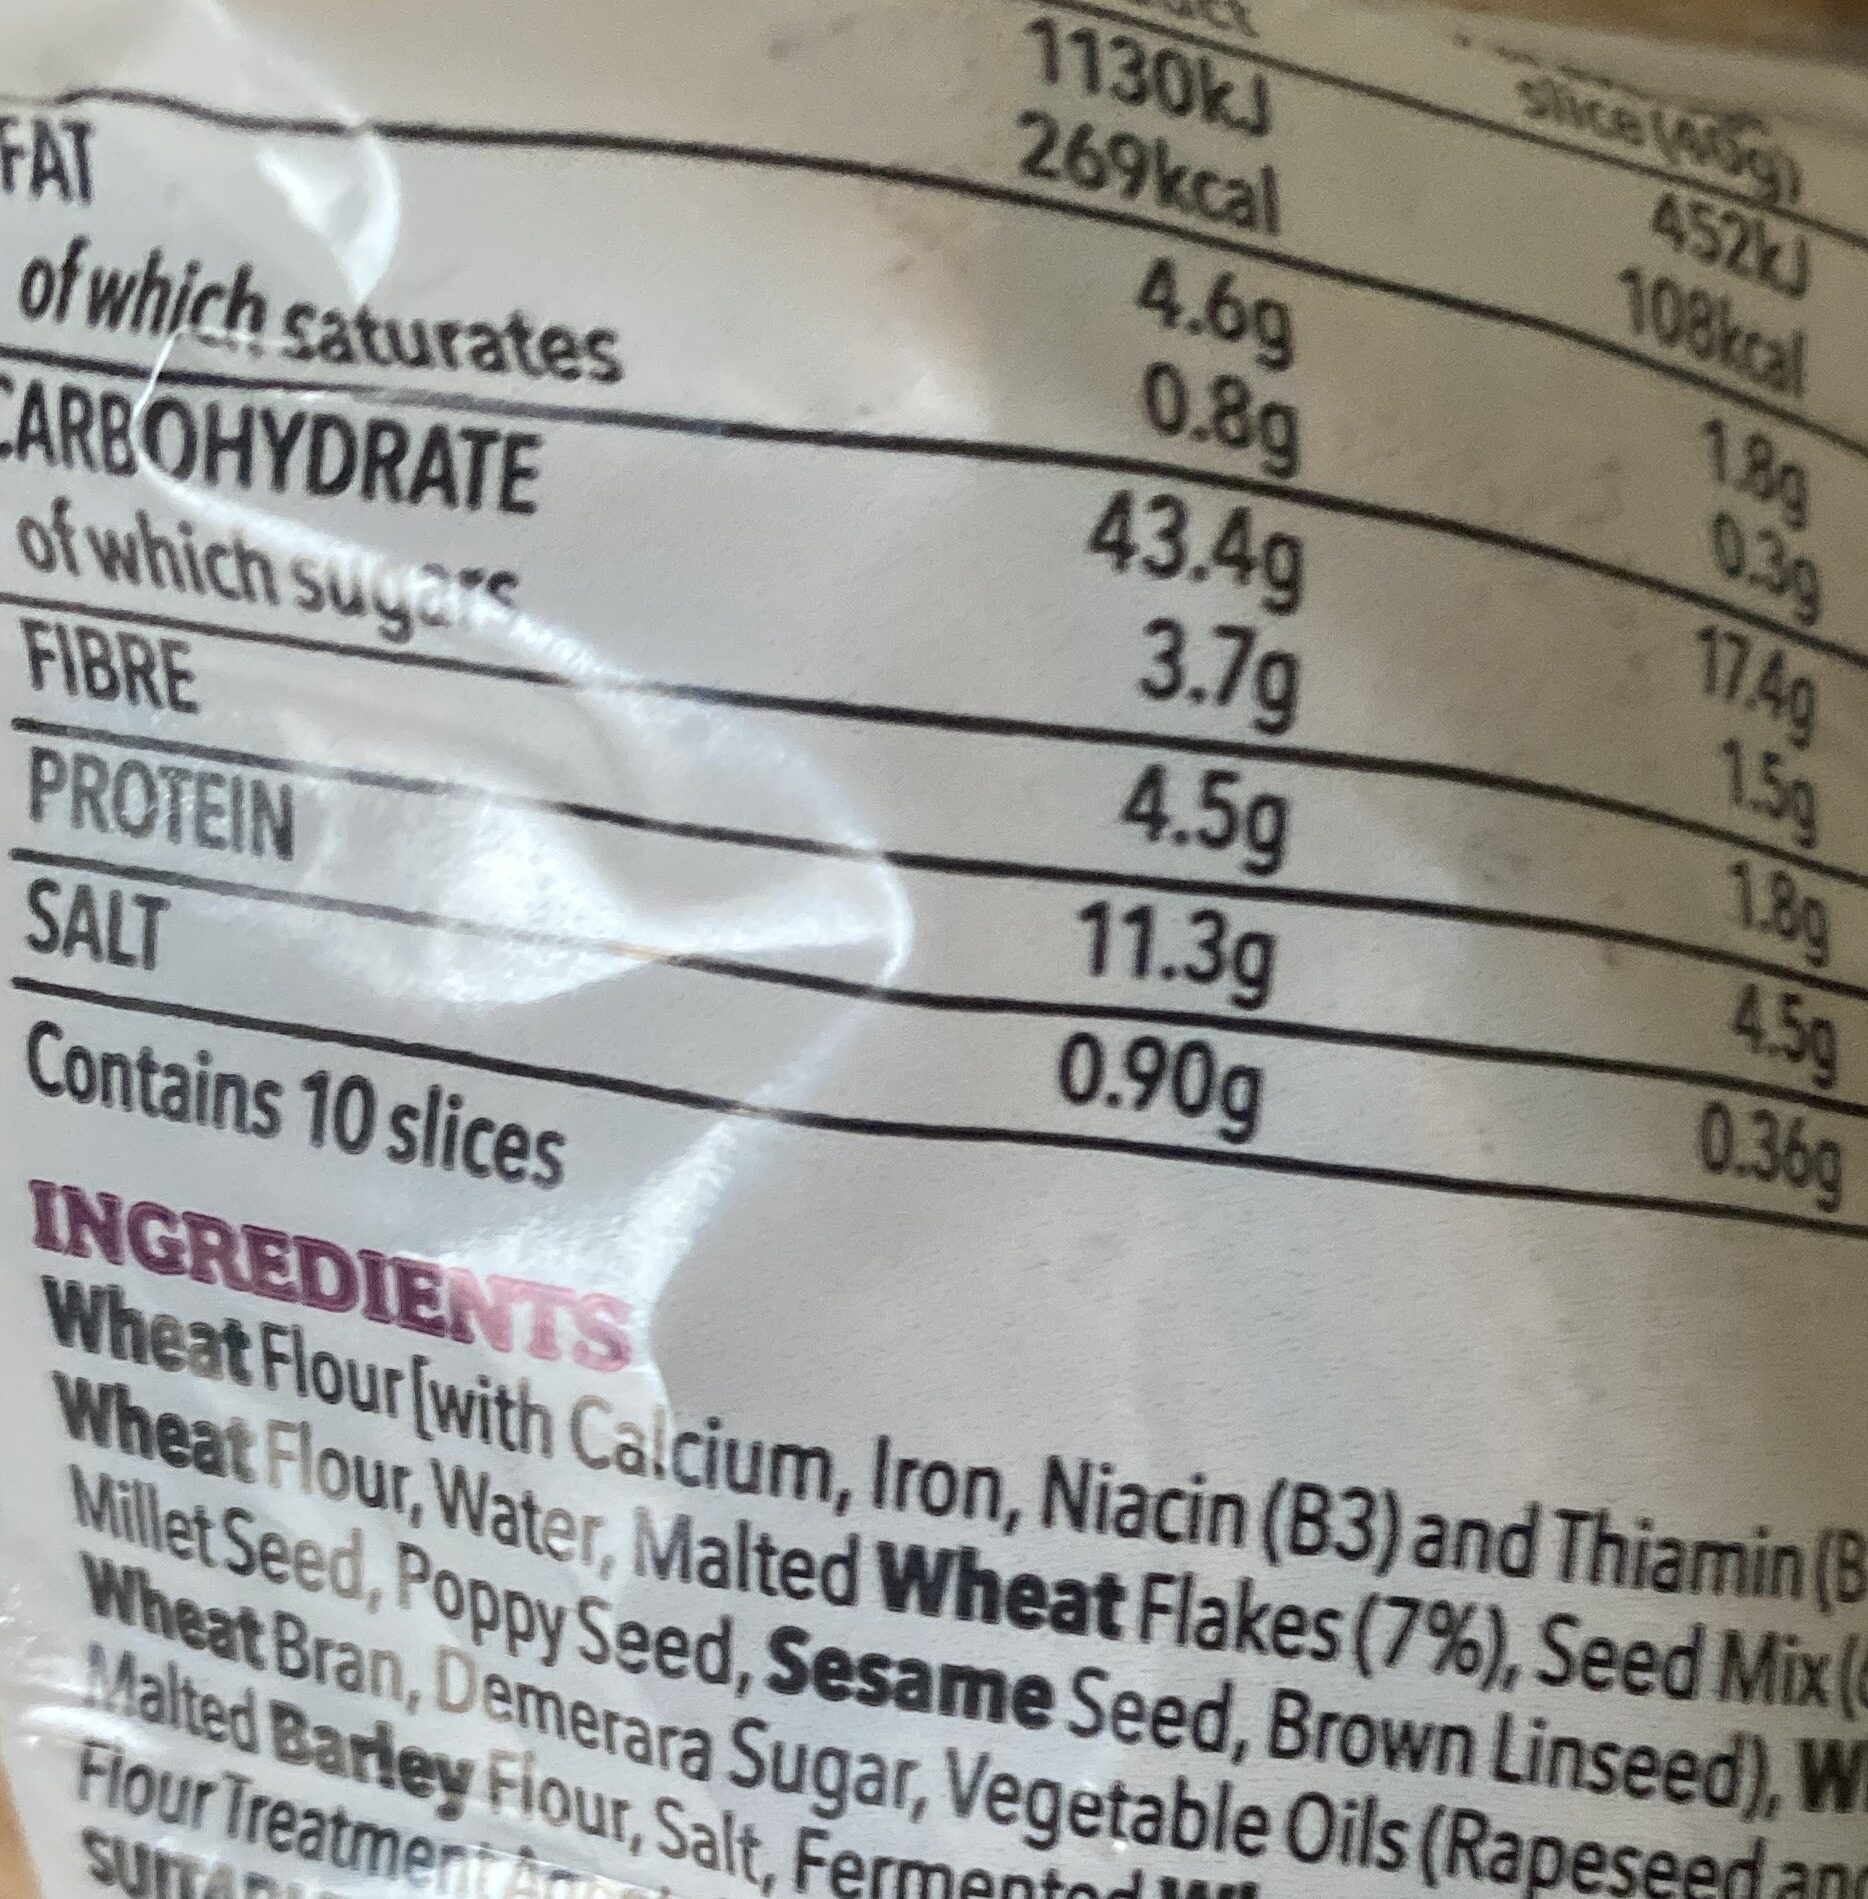 1130kJ
slice (40g)
269kcal
452kJ
108kcal
FAT 4.6g 1.8g
of which saturates 0.8g 0.3g
CARBOHYDRATE 43.4g 17.4g
of which sugars 3.7g 1.5g
FIBRE 4.5g 1.8g
PROTEIN 11.3g 4.5g
SALT 0.90g 0.36g
Contains 10 slices
INGREDIENTS
Wheat Flour [with Calcium, Iron, Niacin (B3) and Thiamin (B
Wheat Flour, Water, Malted Wheat Flakes (7%), Seed Mix (
Millet Seed, Poppy Seed, Sesame Seed, Brown Linseed), W
Wheat Bran, Demerara Sugar, Vegetable Oils (Rapeseed and
Malted Barley Flour, Salt, Fermented
Flour Treatment